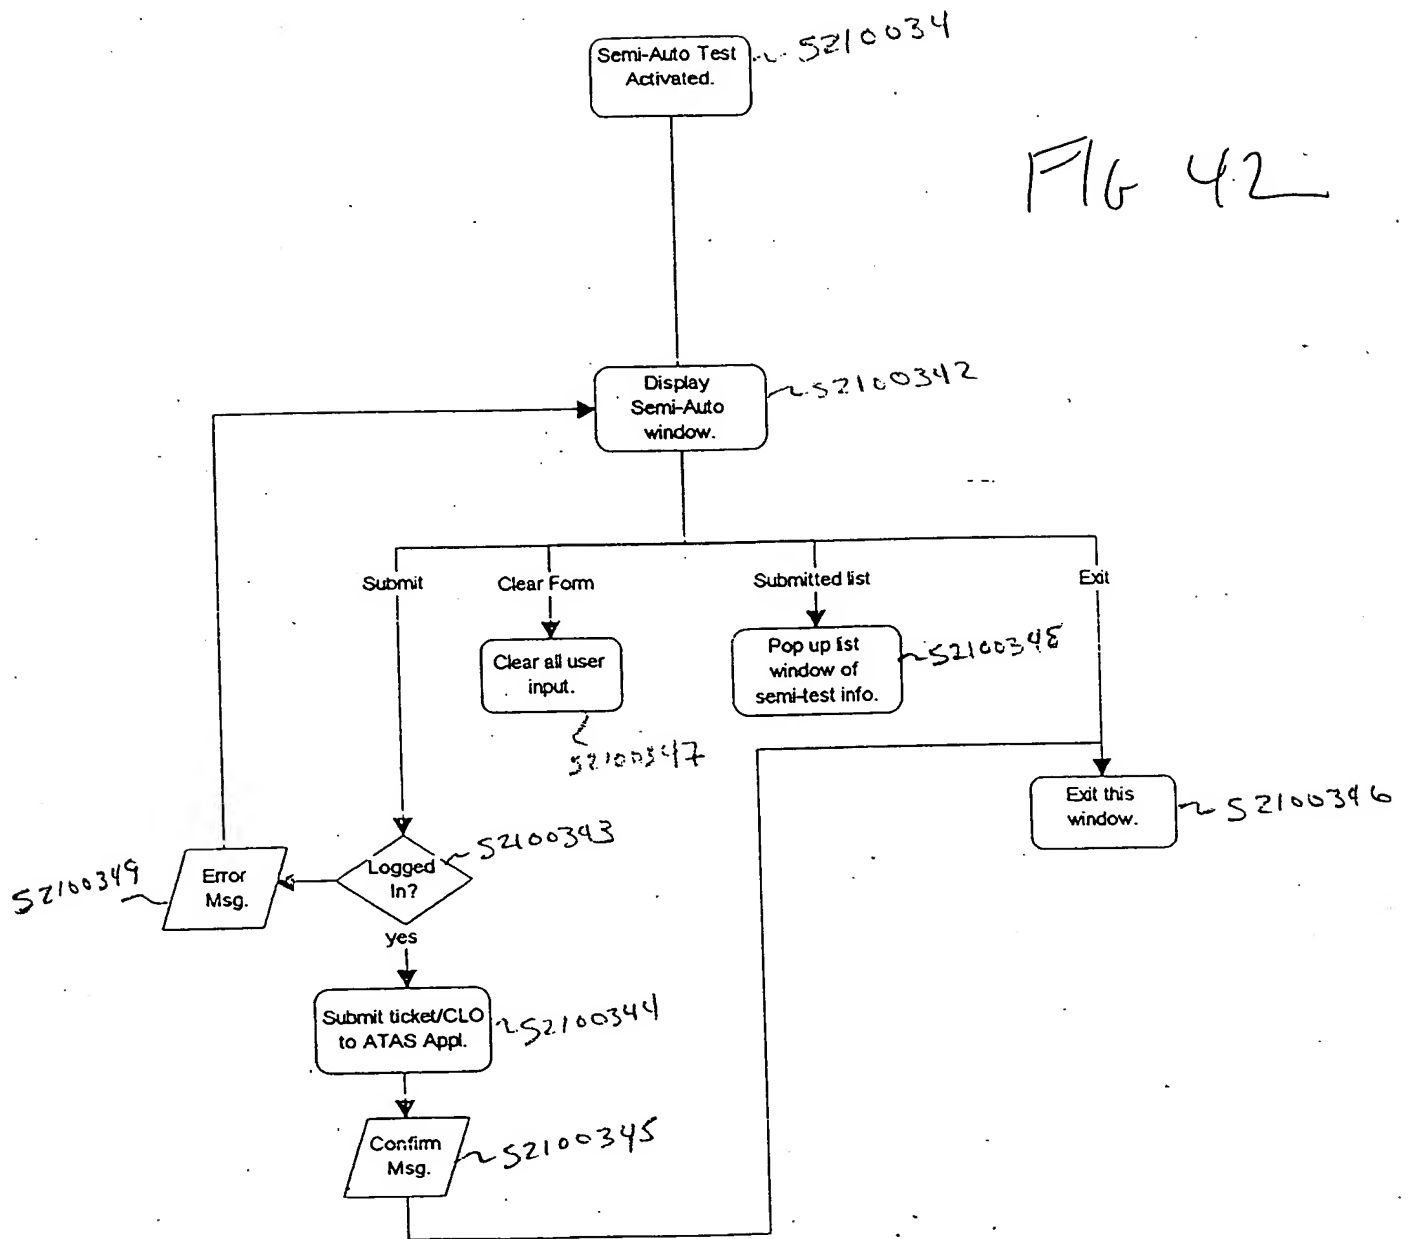 Semi-Auto Test
Activated.
S210034
FIG 42
Display
Semi-Auto
window.
S2100342
Submit
Clear Form
Submitted list
Exit
Clear all user
input.
S2100347
Pop up list
window of
semi-test info.
S2100348
Exit this
window.
S2100346
Logged
In?
S2100343
Error
Msg.
S2100349
yes
Submit ticket/CLO
to ATAS Appl.
S2100344
Confirm
Msg.
S2100345